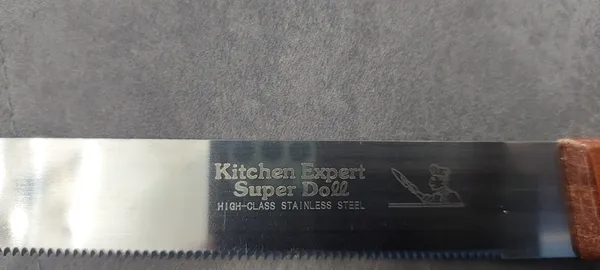 Kitchen Expert
Super Doll
HIGH-CLASS STAINLESS STEEL